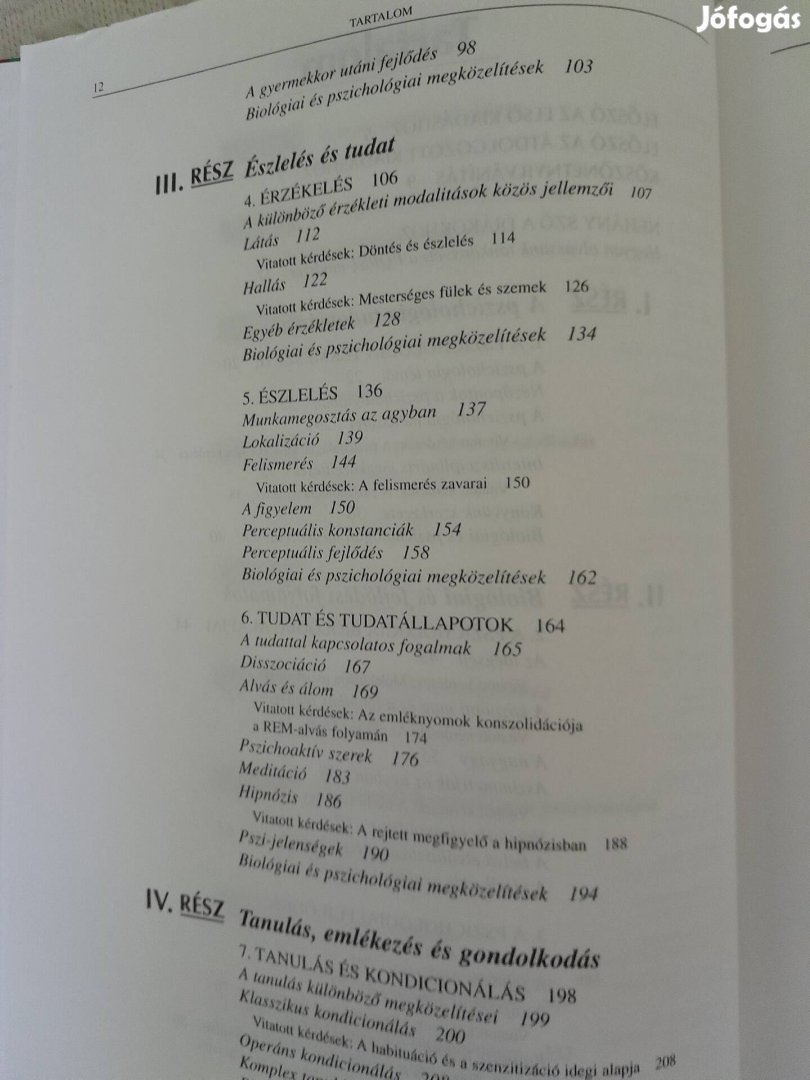 Jófogás
TARTALOM
12
A gyermekkor utáni fejlődés 98
Biológiai és pszichológiai megközelítések 103
III. RÉSZ Észlelés és tudat
4. ÉRZÉKELÉS 106
A különböző érzékleti modalitások közös jellemzői 107
Látás 112
Vitatott kérdések: Döntés és észlelés 114
Hallás 122
Vitatott kérdések: Mesterséges fülek és szemek 126
Egyéb érzékletek 128
Biológiai és pszichológiai megközelítések 134
5. ÉSZLELÉS 136
Munkamegosztás az agyban 137
Lokalizáció 139
Felismerés 144
Vitatott kérdések: A felismerés zavarai 150
A figyelem 150
Perceptuális konstanciák 154
Perceptuális fejlődés 158
Biológiai és pszichológiai megközelítések 162
6. TUDAT ÉS TUDATÁLLAPOTOK 164
A tudattal kapcsolatos fogalmak 165
Disszociáció 167
Alvás és álom 169
Vitatott kérdések: Az emléknyomok konszolidációja
a REM-alvás folyamán 174
Pszichoaktív szerek 176
Meditáció 183
Hipnózis 186
Vitatott kérdések: A rejtett megfigyelő a hipnózisban 188
Pszi-jelenségek 190
Biológiai és pszichológiai megközelítések 194
IV. RÉSZ Tanulás, emlékezés és gondolkodás
7. TANULÁS ÉS KONDICIONÁLÁS 198
A tanulás különböző megközelítései 199
Klasszikus kondicionálás 200
Vitatott kérdések: A habituáció és a szenzitizáció idegi alapja 208
Operáns kondicionálás 208
Komplex